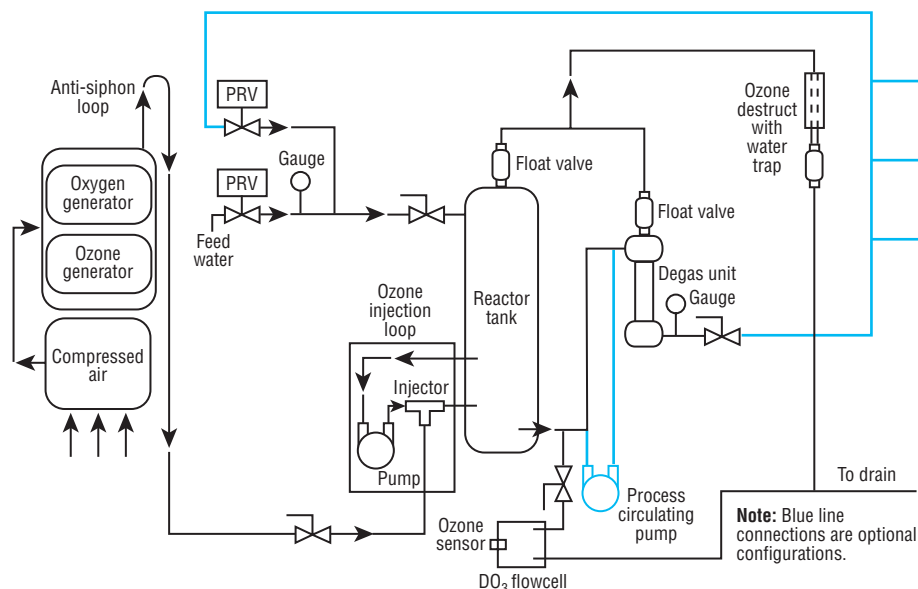 Anti-siphon
loop
PRV
Gauge
PRV
Feed
water
Oxygen
generator
Ozone
generator
Compressed
air
Float valve
Float valve
Ozone
destruct
with
water
trap
Degas unit
Gauge
Reactor
tank
Ozone
injection
loop
Injector
Pump
Process
circulating
pump
Ozone
sensor
DO₃ flowcell
To drain
Note: Blue line
connections are optional
configurations.